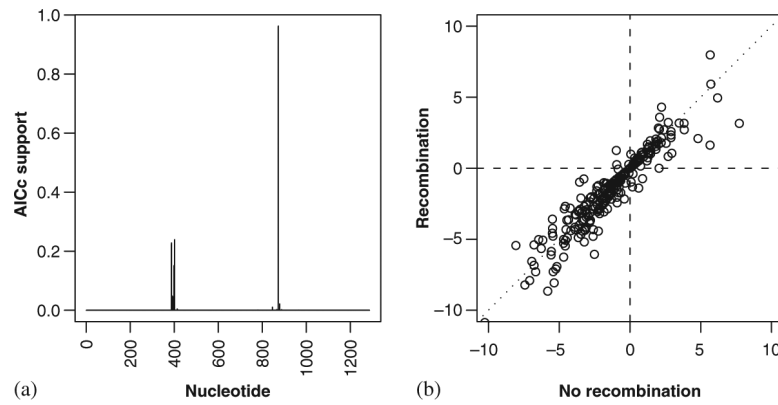 1.0
0.8
0.6
0.4
0.2
0.0
AICc support
0 200 400 600 800 1000 1200
Nucleotide
(a)
10
5
0
−5
−10
Recombination
−10 −5 0 5 10
No recombination
(b)